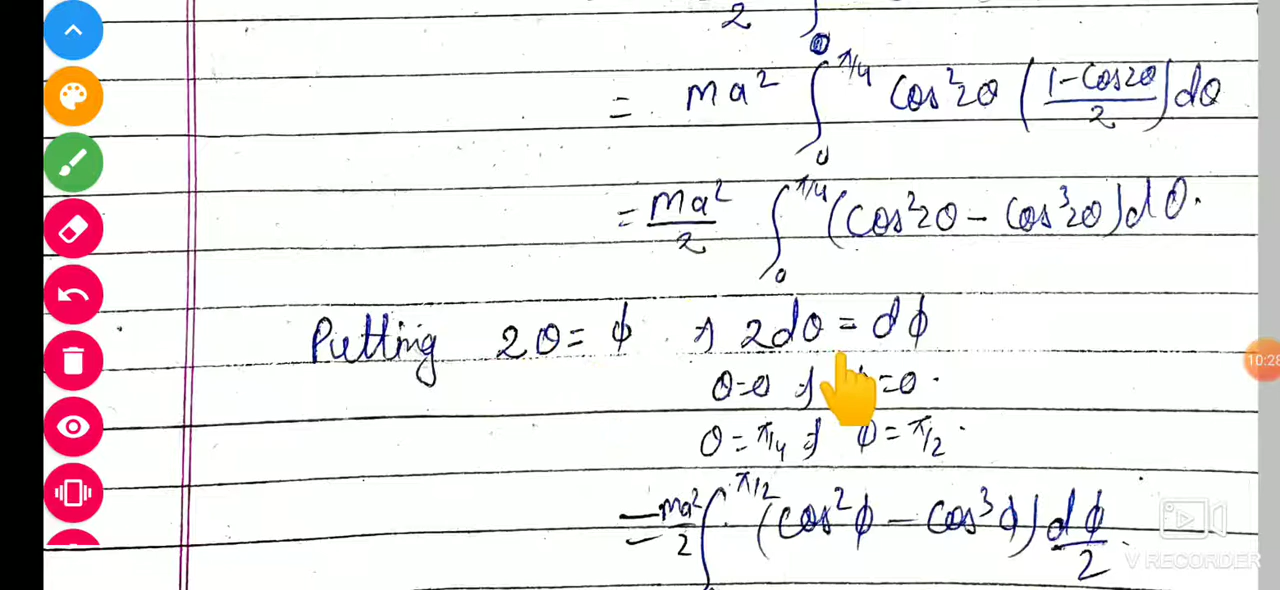 2 ∫
= Ma² ∫₀^π/4 Cos²2θ (1-Cos2θ/2) dθ
= Ma²/2 ∫₀^π/4 (Cos²2θ - Cos³2θ) dθ.
Putting 2θ = ϕ ⇒ 2dθ = dϕ
θ=0 ⇒ =0.
θ = π/4 ⇒ ϕ = π/2.
= Ma²/2 ∫^π/2 (Cos²ϕ - Cos³ϕ) dϕ/2.
10:28
V RECORDER